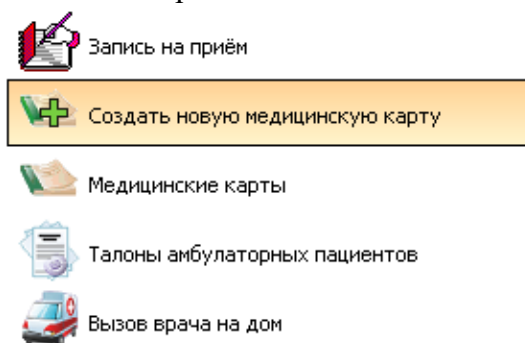 Запись на приём
Создать новую медицинскую карту
Медицинские карты
Талоны амбулаторных пациентов
Вызов врача на дом